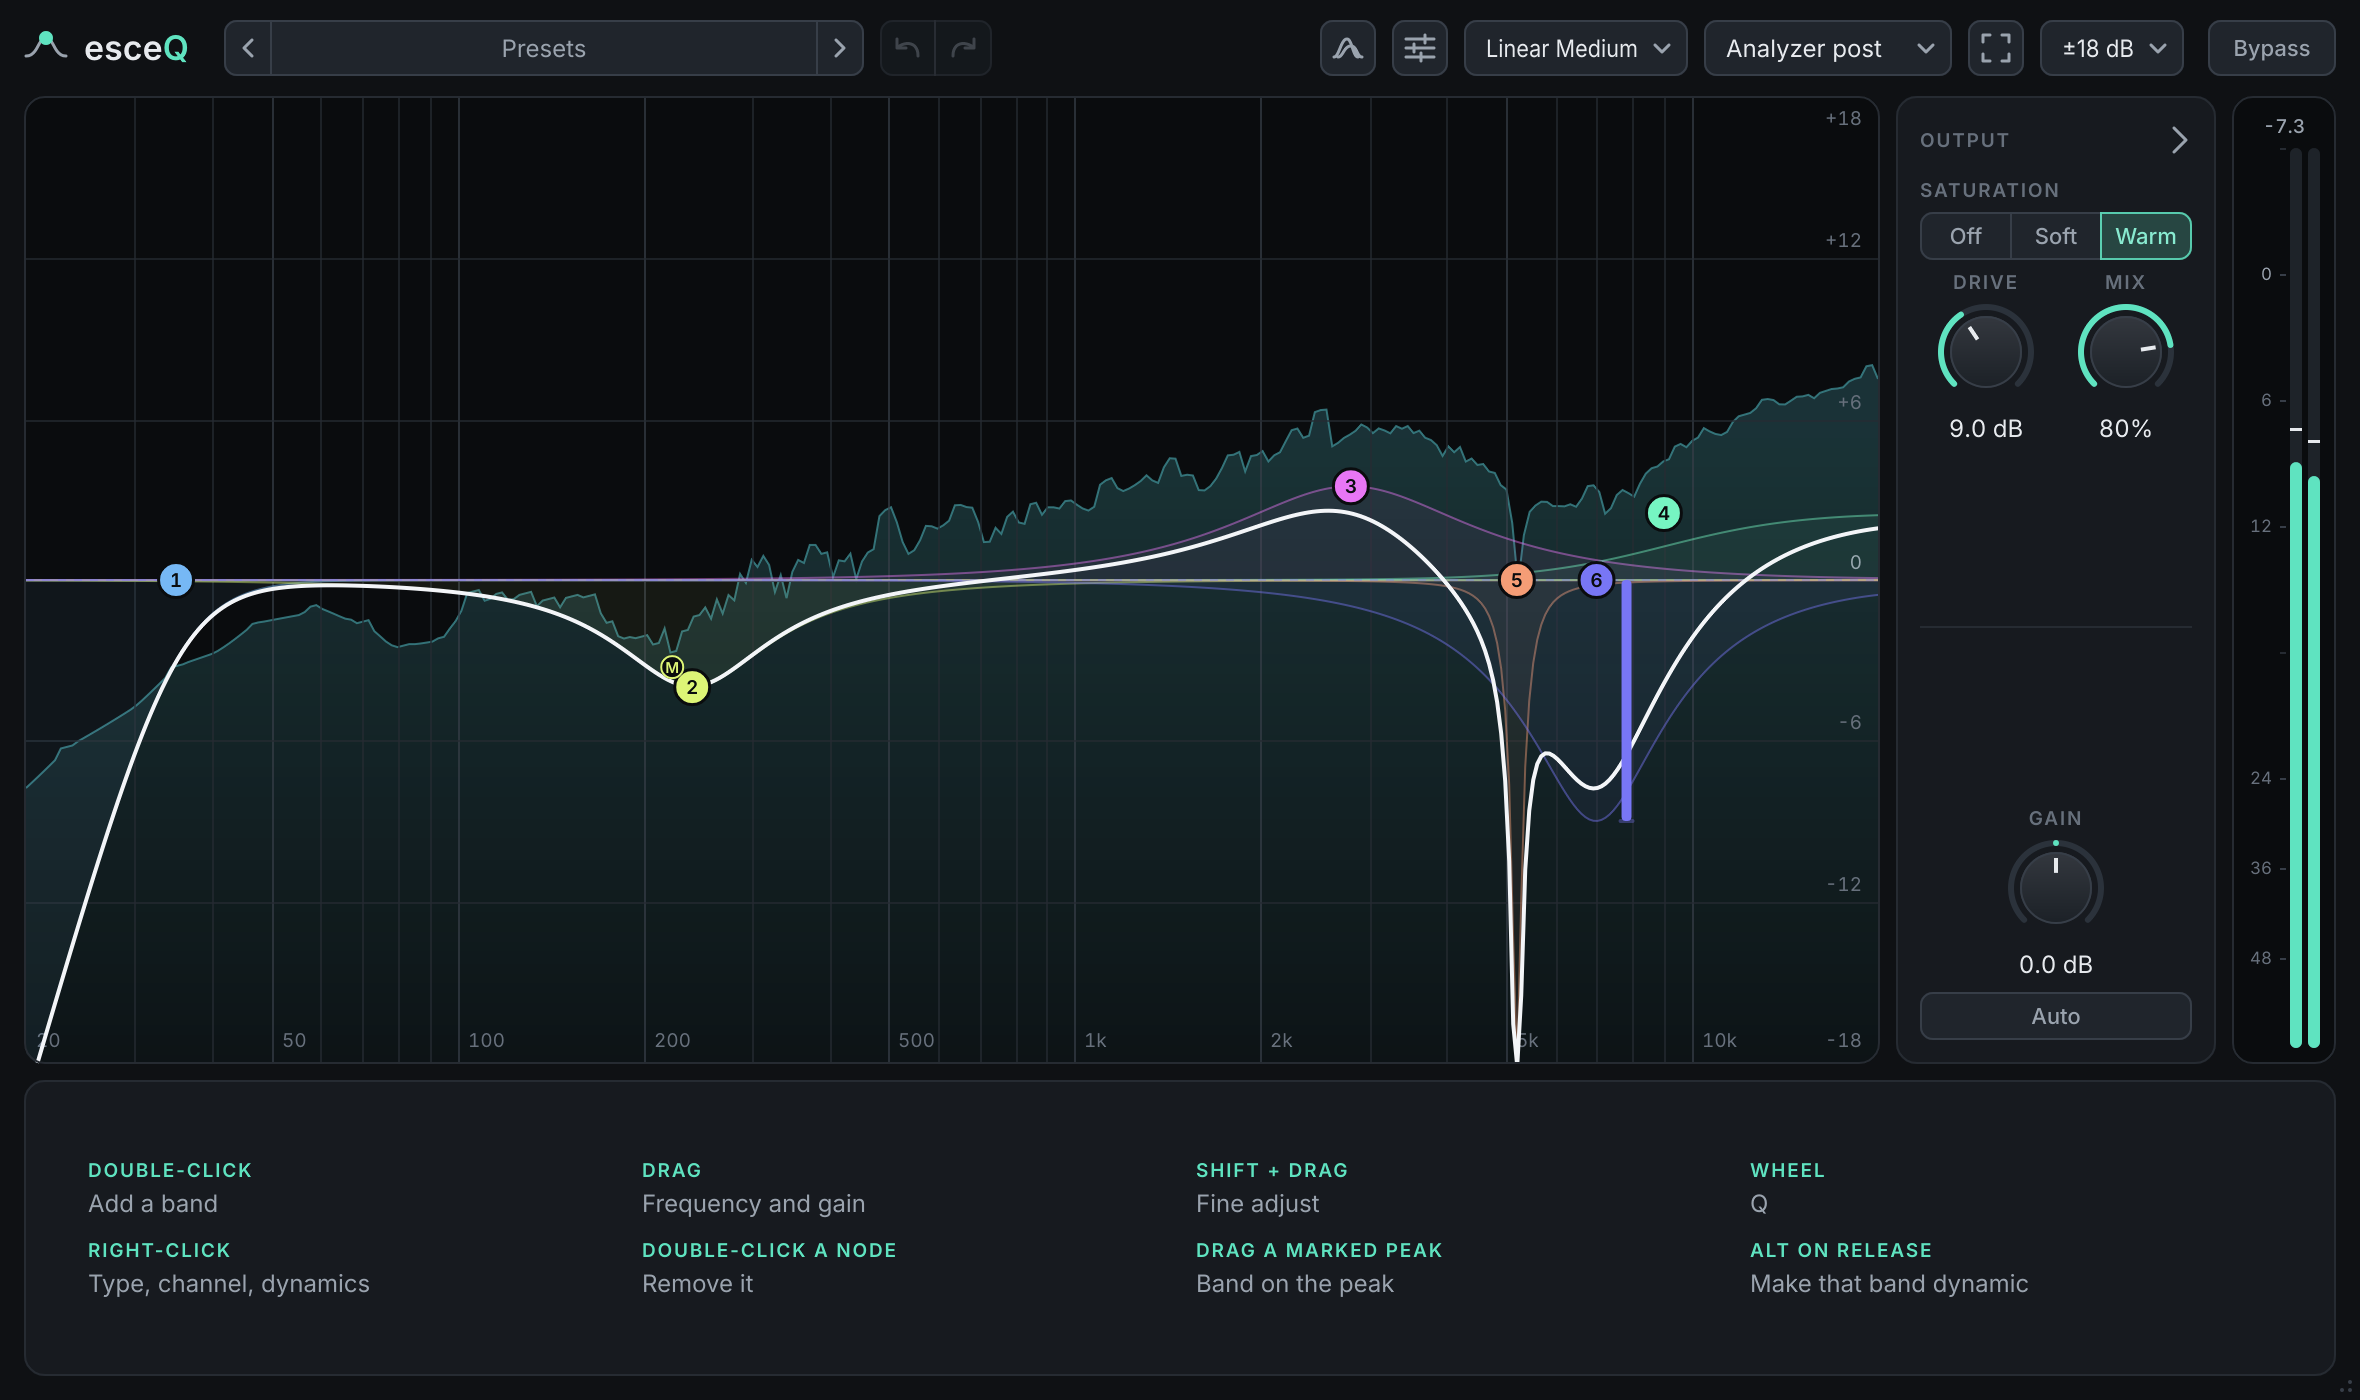 esceQ
Presets
Linear Medium
Analyzer post
±18 dB
Bypass
+18
+12
+6
0
-6
-12
-18
1
M
2
3
4
5
6
20
50
100
200
500
1k
2k
5k
10k
OUTPUT
SATURATION
Off Soft Warm
DRIVE MIX
9.0 dB 80%
GAIN
0.0 dB
Auto
-7.3
0
6
12
24
36
48
DOUBLE-CLICK
Add a band
DRAG
Frequency and gain
SHIFT + DRAG
Fine adjust
WHEEL
Q
RIGHT-CLICK
Type, channel, dynamics
DOUBLE-CLICK A NODE
Remove it
DRAG A MARKED PEAK
Band on the peak
ALT ON RELEASE
Make that band dynamic